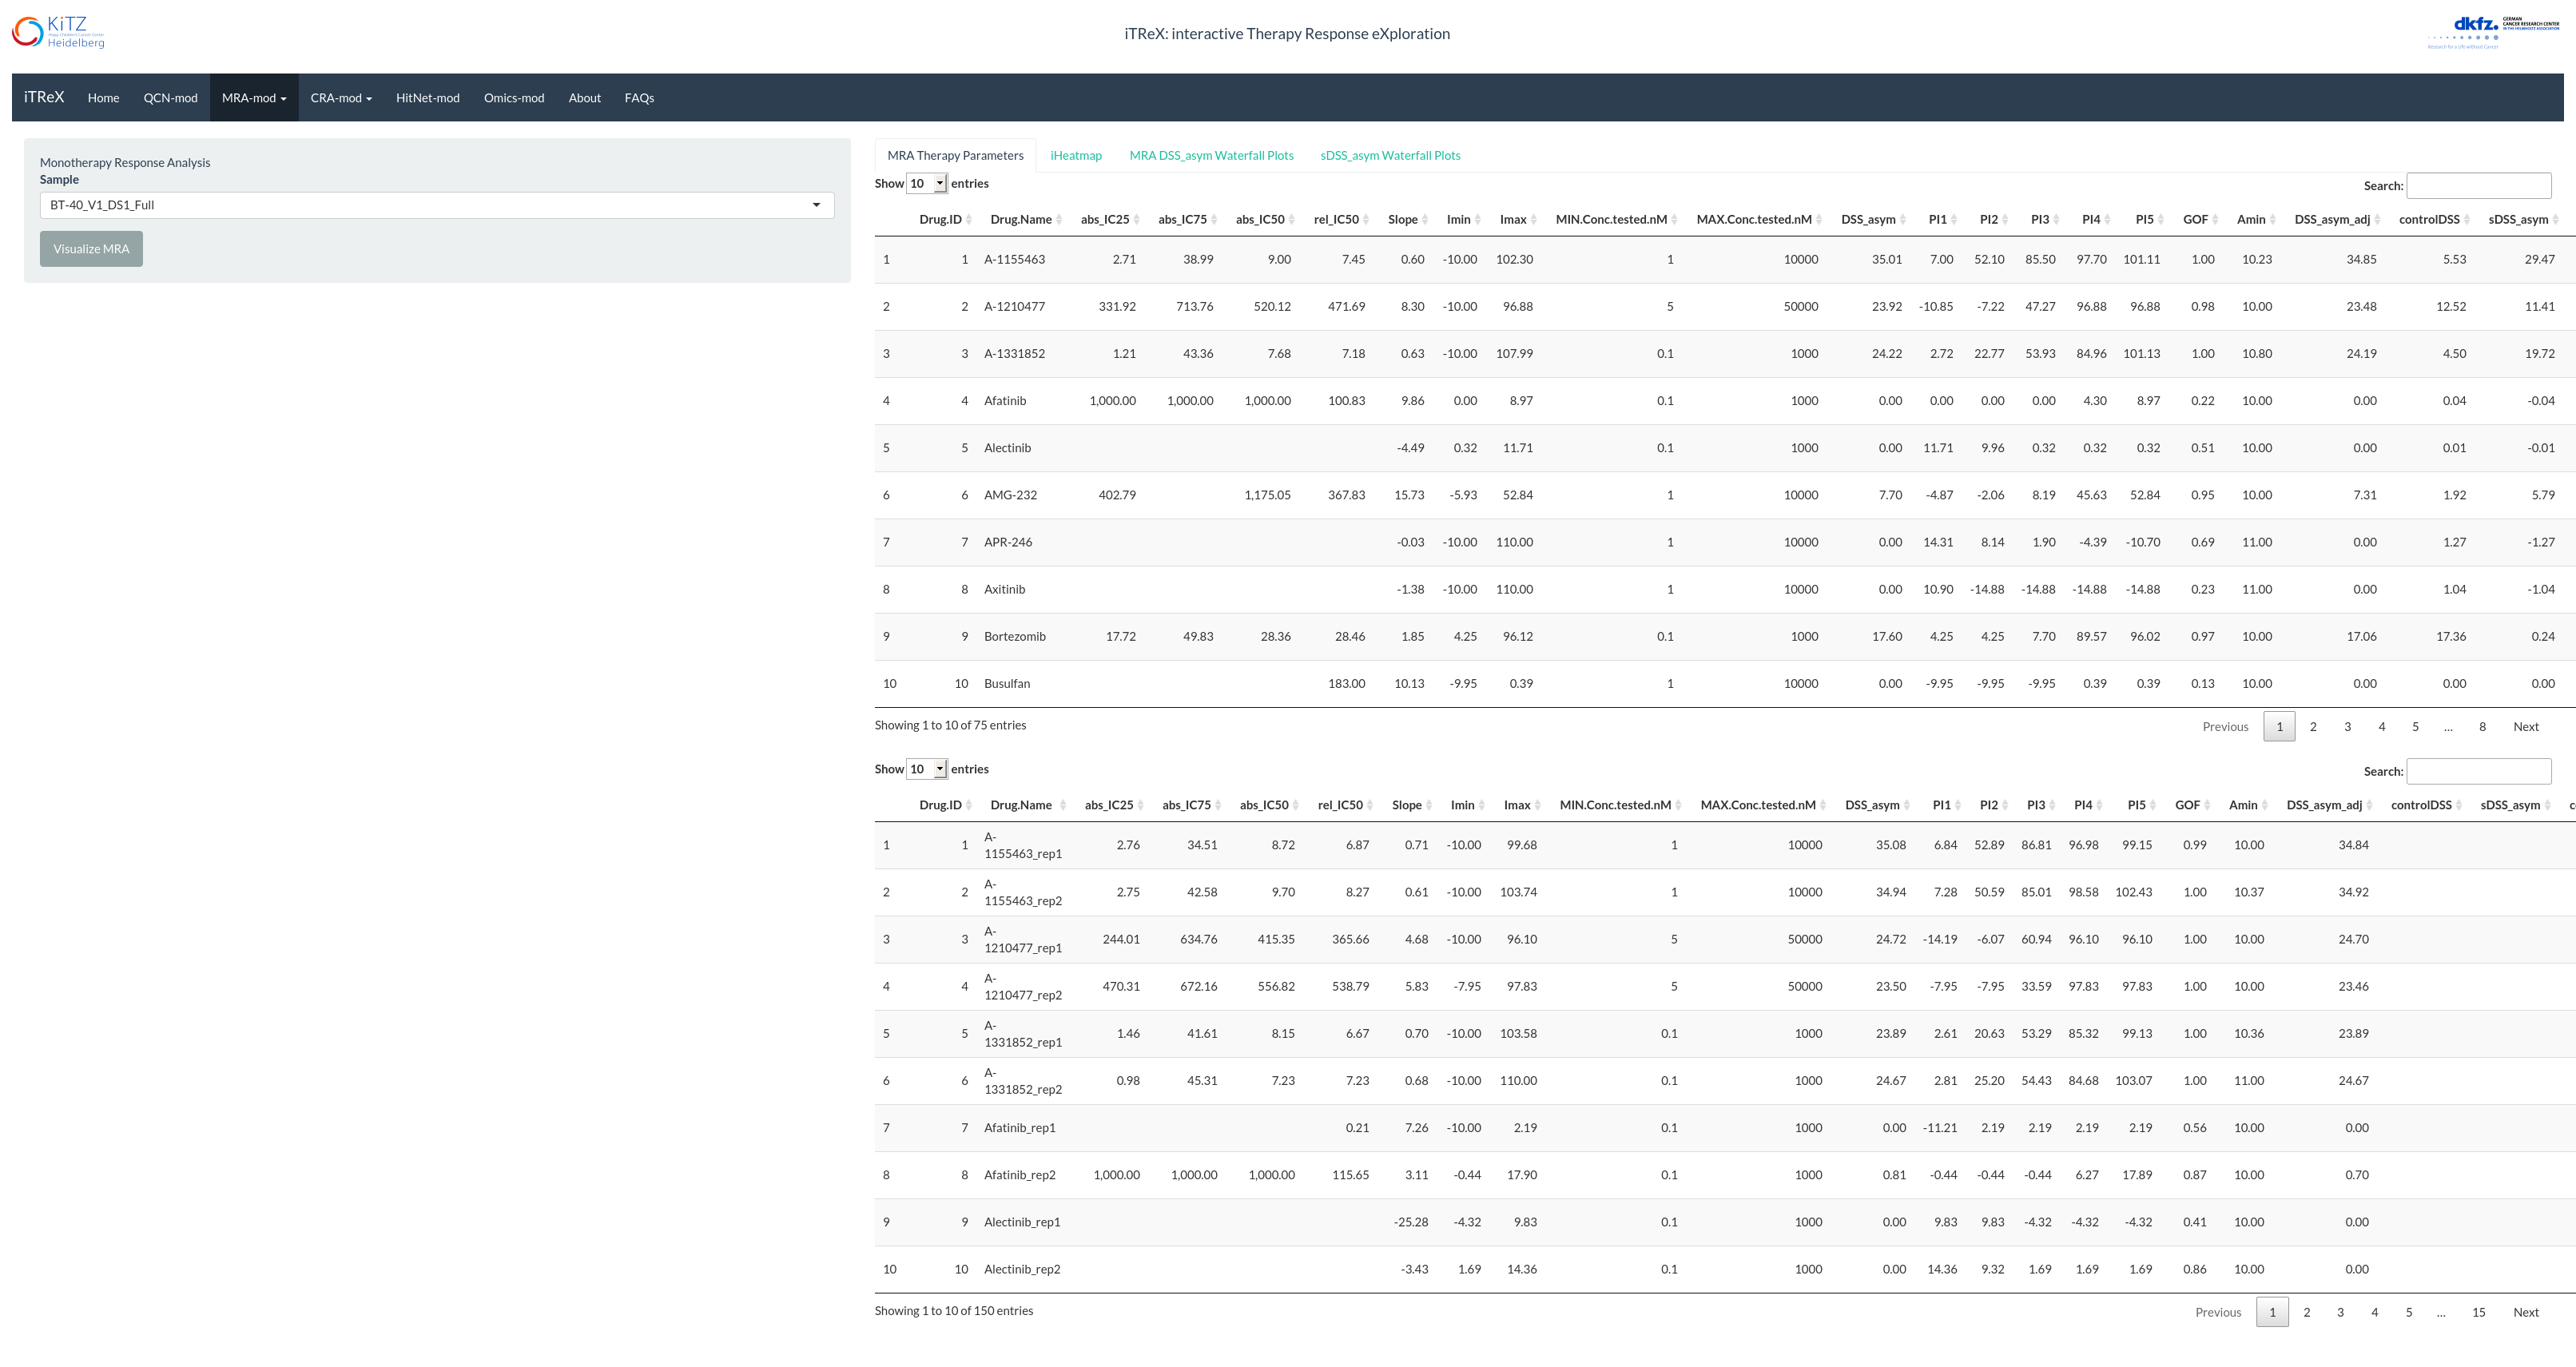 KiTZ
Hopp Children's Cancer Center
Heidelberg
iTReX: interactive Therapy Response eXploration
dkfz.
GERMAN
CANCER RESEARCH CENTER
IN THE HELMHOLTZ ASSOCIATION
Research for a Life without Cancer
iTReX Home QCN-mod MRA-mod CRA-mod HitNet-mod Omics-mod About FAQs
Monotherapy Response Analysis
Sample
BT-40_V1_DS1_Full
Visualize MRA
MRA Therapy Parameters iHeatmap MRA DSS_asym Waterfall Plots sDSS_asym Waterfall Plots
Show 10 entries Search:
Drug.ID Drug.Name abs_IC25 abs_IC75 abs_IC50 rel_IC50 Slope Imin Imax MIN.Conc.tested.nM MAX.Conc.tested.nM DSS_asym PI1 PI2 PI3 PI4 PI5 GOF Amin DSS_asym_adj controlDSS sDSS_asym
1 1 A-1155463 2.71 38.99 9.00 7.45 0.60 -10.00 102.30 1 10000 35.01 7.00 52.10 85.50 97.70 101.11 1.00 10.23 34.85 5.53 29.47
2 2 A-1210477 331.92 713.76 520.12 471.69 8.30 -10.00 96.88 5 50000 23.92 -10.85 -7.22 47.27 96.88 96.88 0.98 10.00 23.48 12.52 11.41
3 3 A-1331852 1.21 43.36 7.68 7.18 0.63 -10.00 107.99 0.1 1000 24.22 2.72 22.77 53.93 84.96 101.13 1.00 10.80 24.19 4.50 19.72
4 4 Afatinib 1,000.00 1,000.00 1,000.00 100.83 9.86 0.00 8.97 0.1 1000 0.00 0.00 0.00 0.00 4.30 8.97 0.22 10.00 0.00 0.04 -0.04
5 5 Alectinib -4.49 0.32 11.71 0.1 1000 0.00 11.71 9.96 0.32 0.32 0.32 0.51 10.00 0.00 0.01 -0.01
6 6 AMG-232 402.79 1,175.05 367.83 15.73 -5.93 52.84 1 10000 7.70 -4.87 -2.06 8.19 45.63 52.84 0.95 10.00 7.31 1.92 5.79
7 7 APR-246 -0.03 -10.00 110.00 1 10000 0.00 14.31 8.14 1.90 -4.39 -10.70 0.69 11.00 0.00 1.27 -1.27
8 8 Axitinib -1.38 -10.00 110.00 1 10000 0.00 10.90 -14.88 -14.88 -14.88 -14.88 0.23 11.00 0.00 1.04 -1.04
9 9 Bortezomib 17.72 49.83 28.36 28.46 1.85 4.25 96.12 0.1 1000 17.60 4.25 4.25 7.70 89.57 96.02 0.97 10.00 17.06 17.36 0.24
10 10 Busulfan 183.00 10.13 -9.95 0.39 1 10000 0.00 -9.95 -9.95 -9.95 0.39 0.39 0.13 10.00 0.00 0.00 0.00
Showing 1 to 10 of 75 entries Previous 1 2 3 4 5 … 8 Next
Show 10 entries Search:
Drug.ID Drug.Name abs_IC25 abs_IC75 abs_IC50 rel_IC50 Slope Imin Imax MIN.Conc.tested.nM MAX.Conc.tested.nM DSS_asym PI1 PI2 PI3 PI4 PI5 GOF Amin DSS_asym_adj controlDSS sDSS_asym c
A-
1 1 1155463_rep1 2.76 34.51 8.72 6.87 0.71 -10.00 99.68 1 10000 35.08 6.84 52.89 86.81 96.98 99.15 0.99 10.00 34.84
A-
2 2 1155463_rep2 2.75 42.58 9.70 8.27 0.61 -10.00 103.74 1 10000 34.94 7.28 50.59 85.01 98.58 102.43 1.00 10.37 34.92
A-
3 3 1210477_rep1 244.01 634.76 415.35 365.66 4.68 -10.00 96.10 5 50000 24.72 -14.19 -6.07 60.94 96.10 96.10 1.00 10.00 24.70
A-
4 4 1210477_rep2 470.31 672.16 556.82 538.79 5.83 -7.95 97.83 5 50000 23.50 -7.95 -7.95 33.59 97.83 97.83 1.00 10.00 23.46
A-
5 5 1331852_rep1 1.46 41.61 8.15 6.67 0.70 -10.00 103.58 0.1 1000 23.89 2.61 20.63 53.29 85.32 99.13 1.00 10.36 23.89
A-
6 6 1331852_rep2 0.98 45.31 7.23 7.23 0.68 -10.00 110.00 0.1 1000 24.67 2.81 25.20 54.43 84.68 103.07 1.00 11.00 24.67
7 7 Afatinib_rep1 0.21 7.26 -10.00 2.19 0.1 1000 0.00 -11.21 2.19 2.19 2.19 2.19 0.56 10.00 0.00
8 8 Afatinib_rep2 1,000.00 1,000.00 1,000.00 115.65 3.11 -0.44 17.90 0.1 1000 0.81 -0.44 -0.44 -0.44 6.27 17.89 0.87 10.00 0.70
9 9 Alectinib_rep1 -25.28 -4.32 9.83 0.1 1000 0.00 9.83 9.83 -4.32 -4.32 -4.32 0.41 10.00 0.00
10 10 Alectinib_rep2 -3.43 1.69 14.36 0.1 1000 0.00 14.36 9.32 1.69 1.69 1.69 0.86 10.00 0.00
Showing 1 to 10 of 150 entries Previous 1 2 3 4 5 … 15 Next